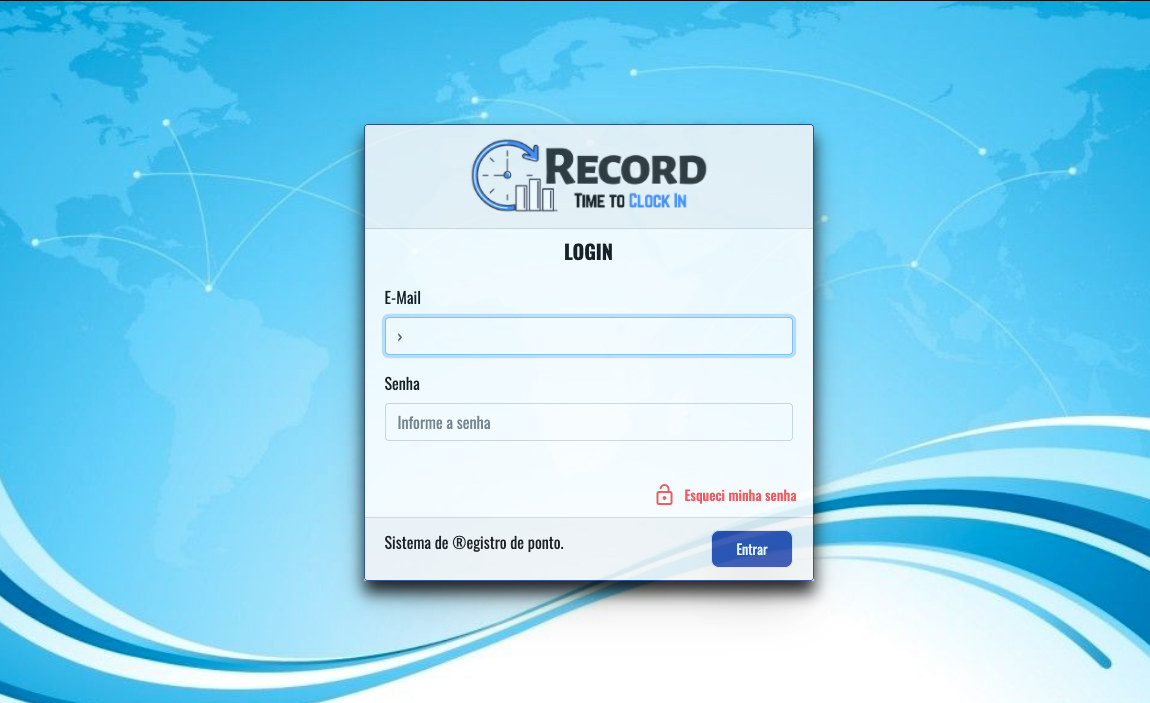 RECORD
TIME TO CLOCK IN
LOGIN
E-Mail
›
Senha
Informe a senha
Esqueci minha senha
Sistema de ®egistro de ponto.
Entrar